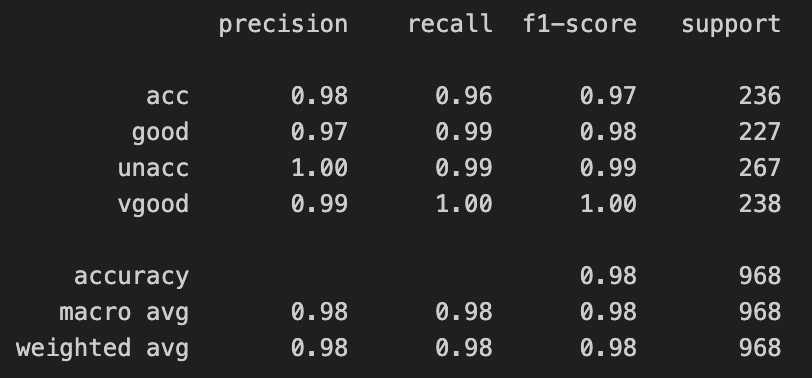 precision recall f1-score support
acc 0.98 0.96 0.97 236
good 0.97 0.99 0.98 227
unacc 1.00 0.99 0.99 267
vgood 0.99 1.00 1.00 238
accuracy 0.98 968
macro avg 0.98 0.98 0.98 968
weighted avg 0.98 0.98 0.98 968